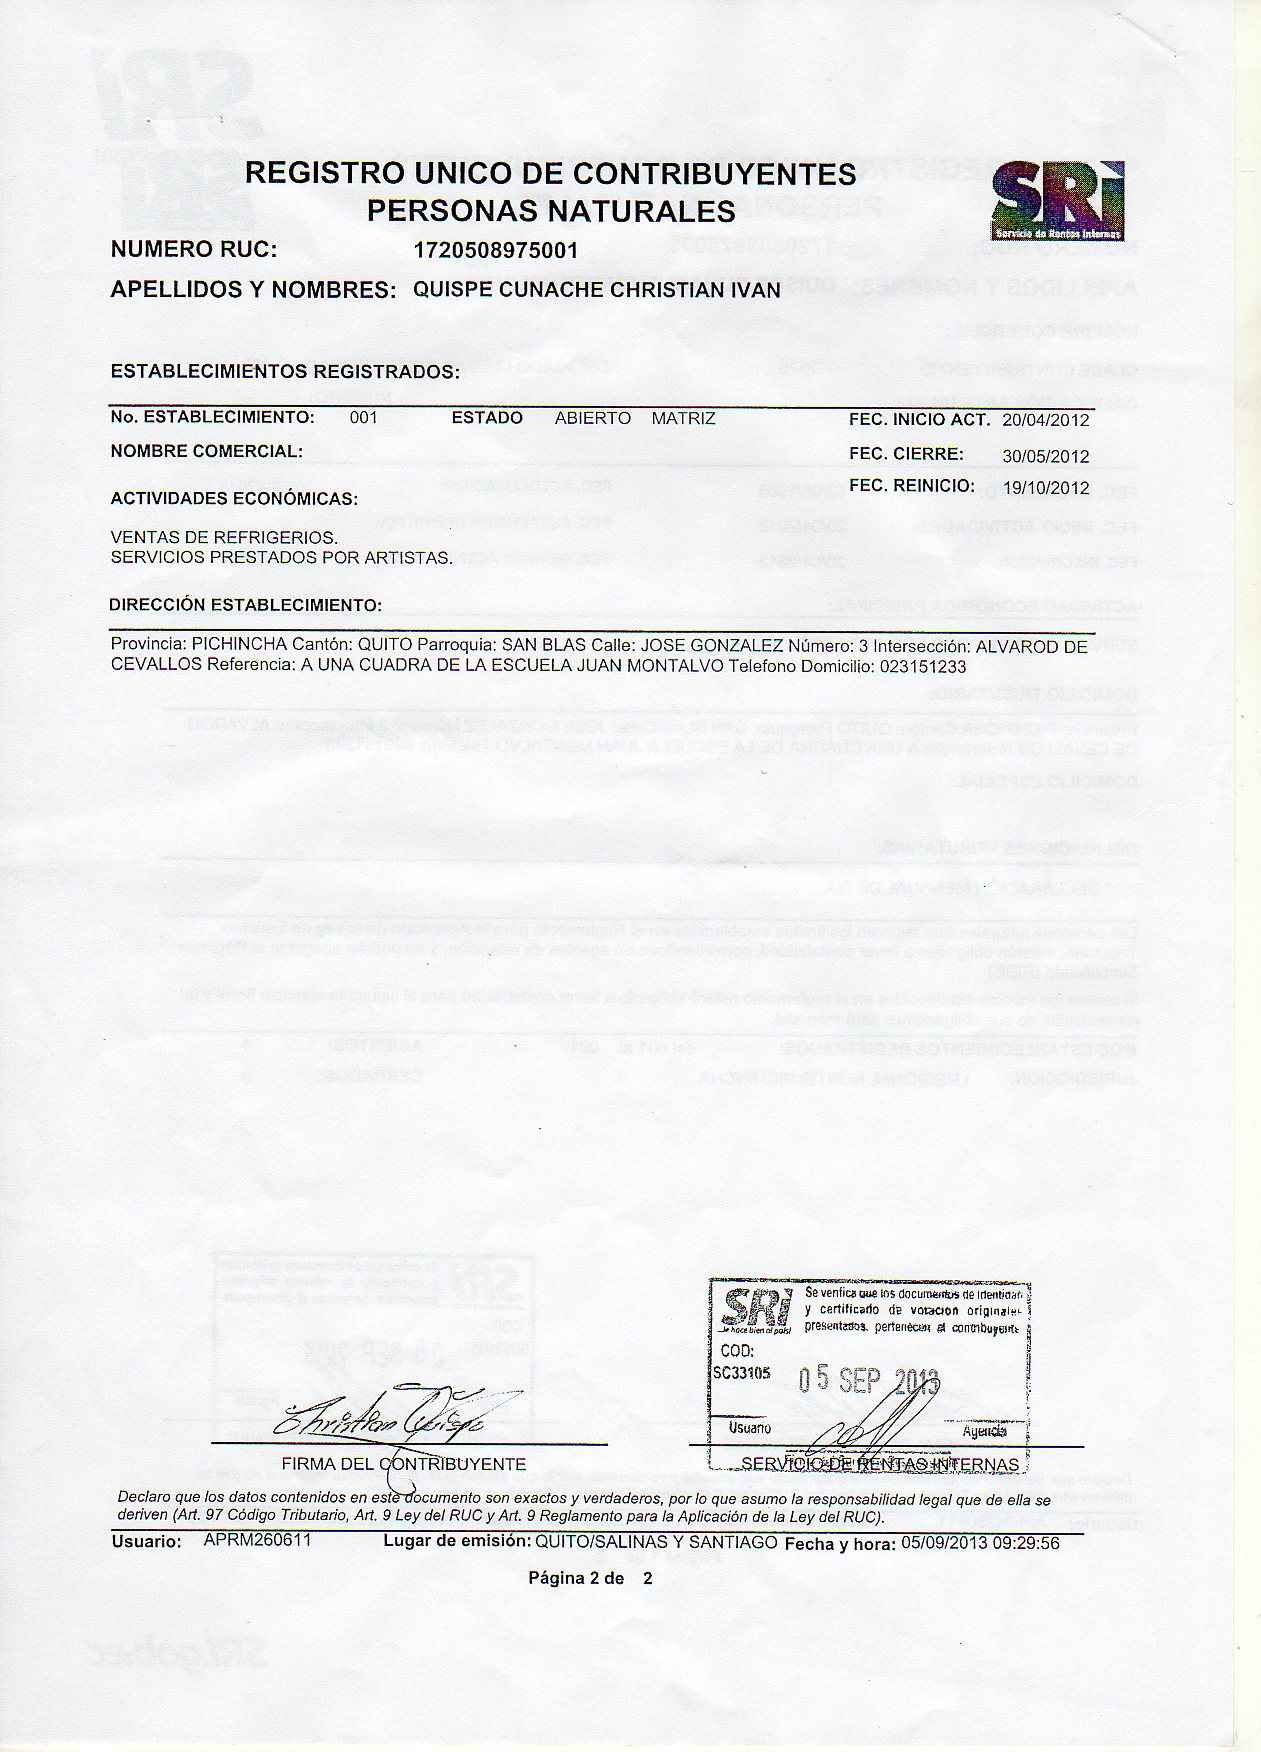 REGISTRO UNICO DE CONTRIBUYENTES
PERSONAS NATURALES
SRi
Servicio de Rentas Internas
NUMERO RUC: 1720508975001
APELLIDOS Y NOMBRES: QUISPE CUNACHE CHRISTIAN IVAN
ESTABLECIMIENTOS REGISTRADOS:
No. ESTABLECIMIENTO: 001 ESTADO ABIERTO MATRIZ FEC. INICIO ACT. 20/04/2012
NOMBRE COMERCIAL: FEC. CIERRE: 30/05/2012
FEC. REINICIO: 19/10/2012
ACTIVIDADES ECONÓMICAS:
VENTAS DE REFRIGERIOS.
SERVICIOS PRESTADOS POR ARTISTAS.
DIRECCIÓN ESTABLECIMIENTO:
Provincia: PICHINCHA Cantón: QUITO Parroquia: SAN BLAS Calle: JOSE GONZALEZ Número: 3 Intersección: ALVAROD DE
CEVALLOS Referencia: A UNA CUADRA DE LA ESCUELA JUAN MONTALVO Telefono Domicilio: 023151233
SRi
...le hace bien al país!
Se verifica que los documentos de identidad
y certificado de votación originales
presentados, pertenecen al contribuyente
COD:
SC33105 05 SEP 2013
Usuario Agencia
Christian Quispe
FIRMA DEL CONTRIBUYENTE SERVICIO DE RENTAS INTERNAS
Declaro que los datos contenidos en este documento son exactos y verdaderos, por lo que asumo la responsabilidad legal que de ella se
deriven (Art. 97 Código Tributario, Art. 9 Ley del RUC y Art. 9 Reglamento para la Aplicación de la Ley del RUC).
Usuario: APRM260611 Lugar de emisión: QUITO/SALINAS Y SANTIAGO Fecha y hora: 05/09/2013 09:29:56
Página 2 de 2